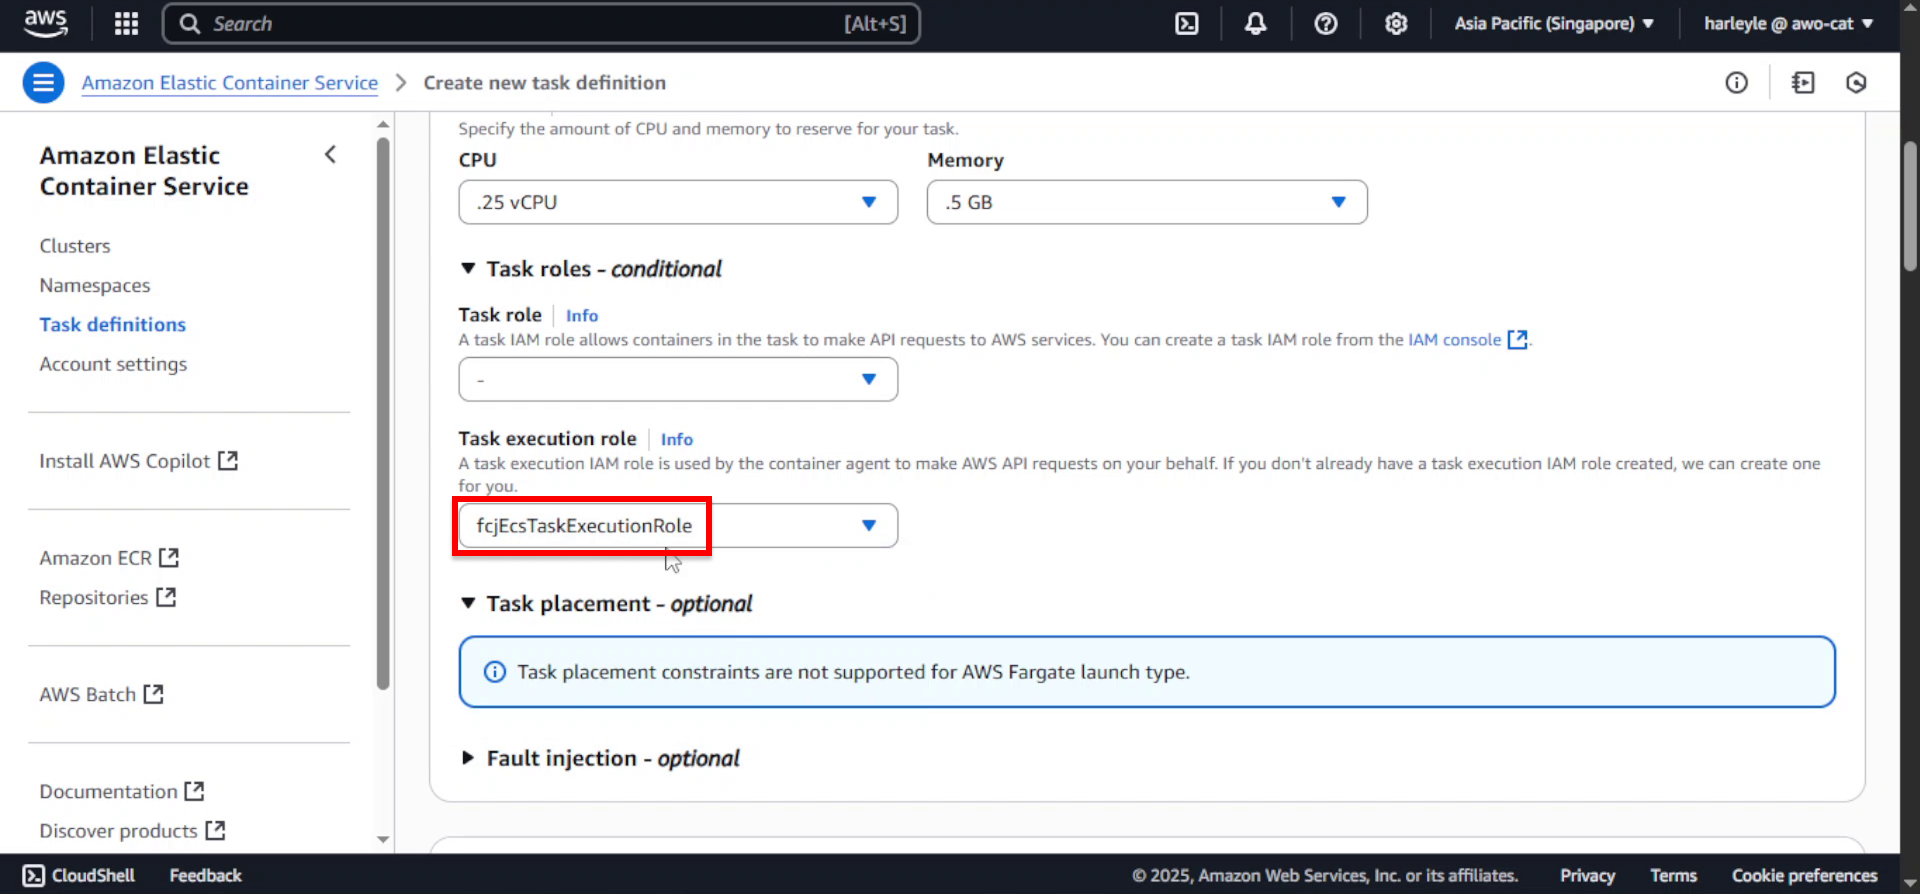 aws
Search
[Alt+S]
Asia Pacific (Singapore)
harleyle @ awo-cat
Amazon Elastic Container Service
Create new task definition
Amazon Elastic
Container Service
Clusters
Namespaces
Task definitions
Account settings
Install AWS Copilot
Amazon ECR
Repositories
AWS Batch
Documentation
Discover products
Specify the amount of CPU and memory to reserve for your task.
CPU
Memory
.25 vCPU
.5 GB
Task roles - conditional
Task role
Info
A task IAM role allows containers in the task to make API requests to AWS services. You can create a task IAM role from the IAM console.
-
Task execution role
Info
A task execution IAM role is used by the container agent to make AWS API requests on your behalf. If you don't already have a task execution IAM role created, we can create one
for you.
fcjEcsTaskExecutionRole
Task placement - optional
Task placement constraints are not supported for AWS Fargate launch type.
Fault injection - optional
CloudShell
Feedback
© 2025, Amazon Web Services, Inc. or its affiliates.
Privacy
Terms
Cookie preferences